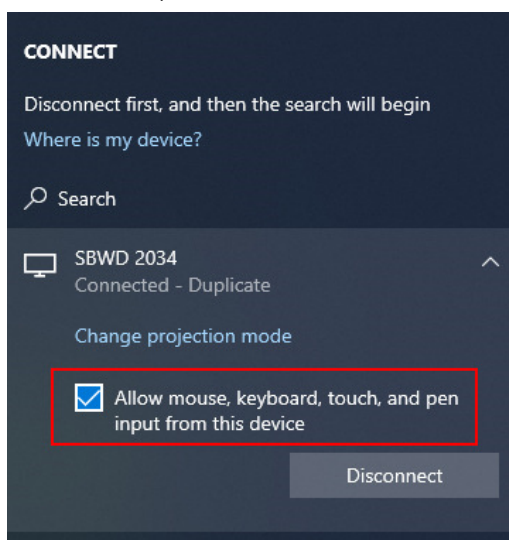 CONNECT
Disconnect first, and then the search will begin
Where is my device?
Search
SBWD 2034
Connected - Duplicate
Change projection mode
Allow mouse, keyboard, touch, and pen
input from this device
Disconnect